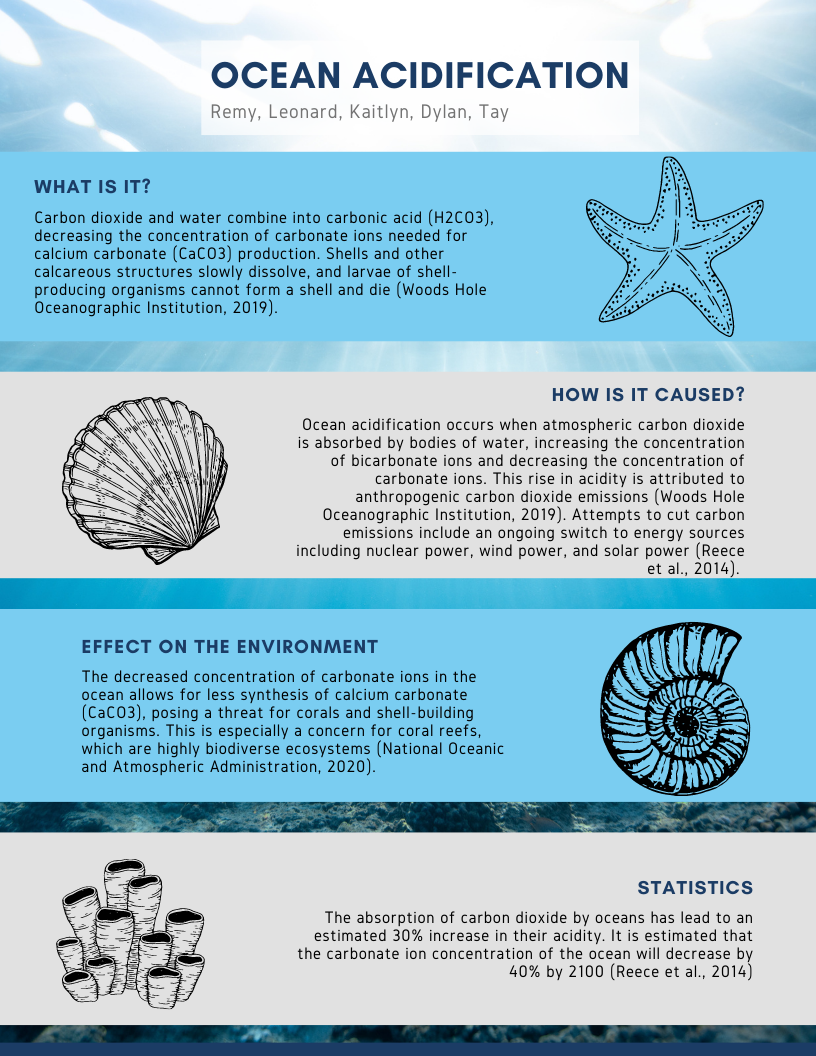 OCEAN ACIDIFICATION
Remy, Leonard, Kaitlyn, Dylan, Tay
WHAT IS IT?
Carbon dioxide and water combine into carbonic acid (H2CO3),
decreasing the concentration of carbonate ions needed for
calcium carbonate (CaCO3) production. Shells and other
calcareous structures slowly dissolve, and larvae of shell-
producing organisms cannot form a shell and die (Woods Hole
Oceanographic Institution, 2019).
HOW IS IT CAUSED?
Ocean acidification occurs when atmospheric carbon dioxide
is absorbed by bodies of water, increasing the concentration
of bicarbonate ions and decreasing the concentration of
carbonate ions. This rise in acidity is attributed to
anthropogenic carbon dioxide emissions (Woods Hole
Oceanographic Institution, 2019). Attempts to cut carbon
emissions include an ongoing switch to energy sources
including nuclear power, wind power, and solar power (Reece
et al., 2014).
EFFECT ON THE ENVIRONMENT
The decreased concentration of carbonate ions in the
ocean allows for less synthesis of calcium carbonate
(CaCO3), posing a threat for corals and shell-building
organisms. This is especially a concern for coral reefs,
which are highly biodiverse ecosystems (National Oceanic
and Atmospheric Administration, 2020).
STATISTICS
The absorption of carbon dioxide by oceans has lead to an
estimated 30% increase in their acidity. It is estimated that
the carbonate ion concentration of the ocean will decrease by
40% by 2100 (Reece et al., 2014)